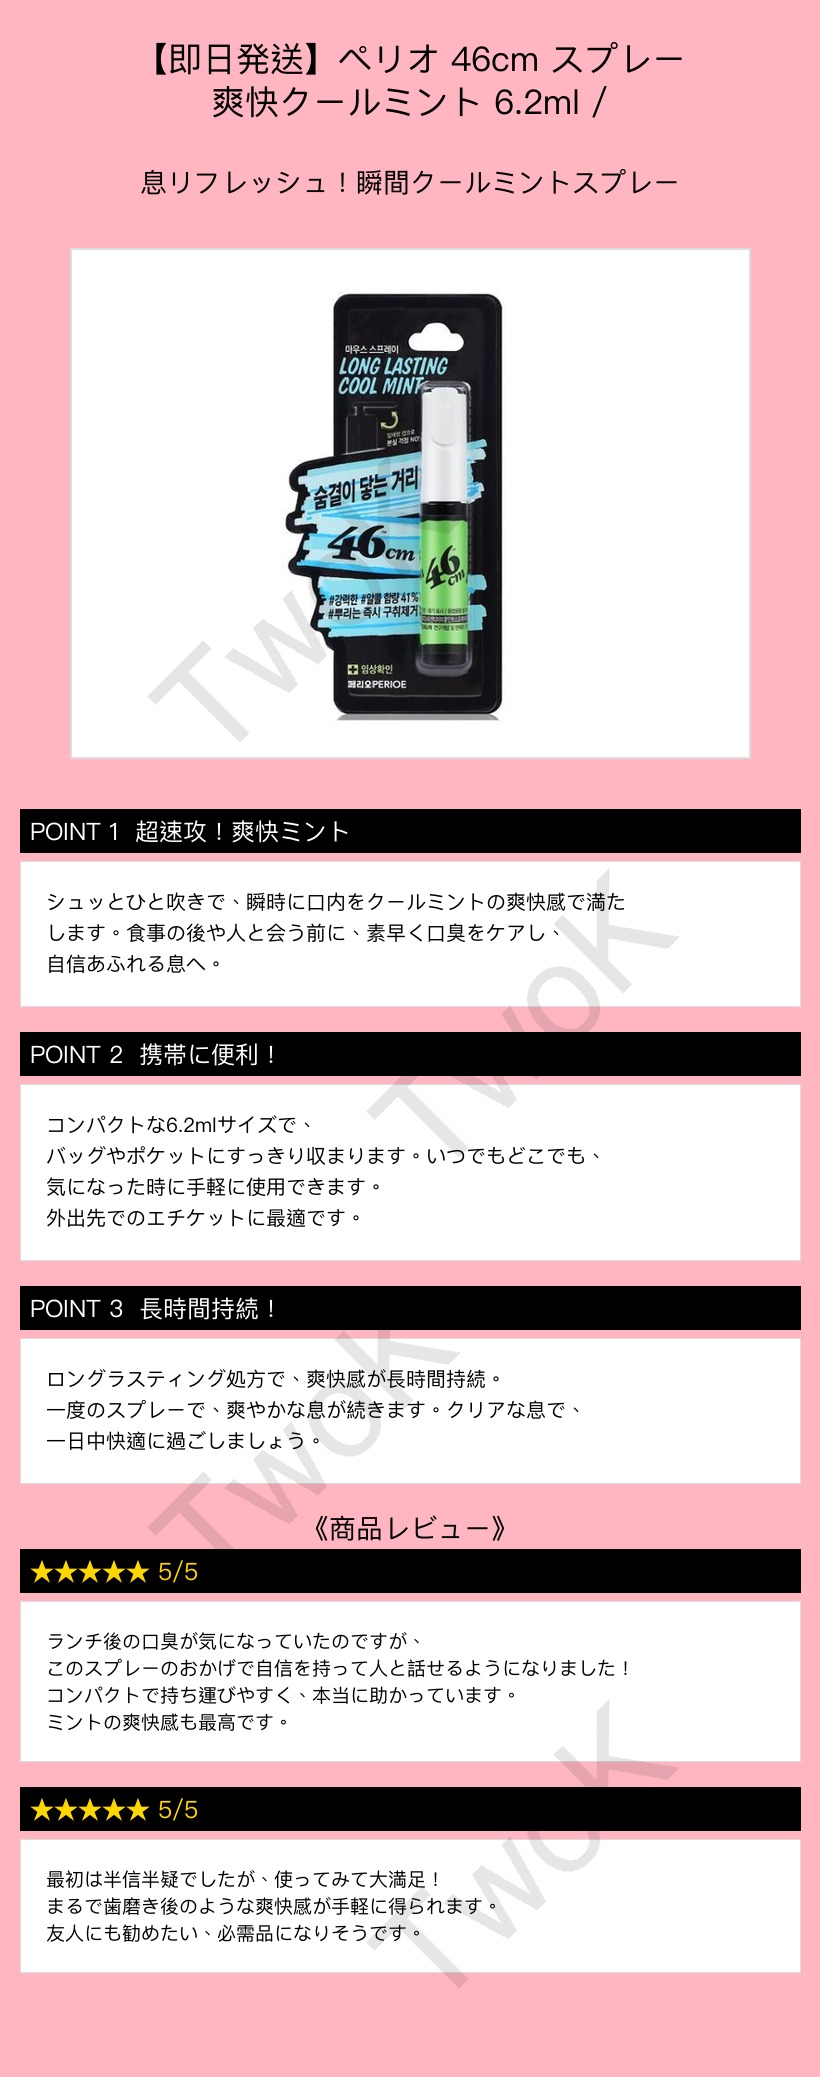 【即日発送】ペリオ 46cm スプレー
爽快クールミント 6.2ml /
息リフレッシュ！瞬間クールミントスプレー
마우스 스프레이
LONG LASTING
COOL MINT
분실 걱정 NO!
숨결이 닿는 거리
46cm
46
cm
#강력한 #알콜 함량 41%
#뿌리는 즉시 구취제거
임상확인
페리오PERIOE
POINT 1 超速攻！爽快ミント
シュッとひと吹きで、瞬時に口内をクールミントの爽快感で満た
します。食事の後や人と会う前に、素早く口臭をケアし、
自信あふれる息へ。
POINT 2 携帯に便利！
コンパクトな6.2mlサイズで、
バッグやポケットにすっきり収まります。いつでもどこでも、
気になった時に手軽に使用できます。
外出先でのエチケットに最適です。
POINT 3 長時間持続！
ロングラスティング処方で、爽快感が長時間持続。
一度のスプレーで、爽やかな息が続きます。クリアな息で、
一日中快適に過ごしましょう。
《商品レビュー》
★★★★★ 5/5
ランチ後の口臭が気になっていたのですが、
このスプレーのおかげで自信を持って人と話せるようになりました！
コンパクトで持ち運びやすく、本当に助かっています。
ミントの爽快感も最高です。
★★★★★ 5/5
最初は半信半疑でしたが、使ってみて大満足！
まるで歯磨き後のような爽快感が手軽に得られます。
友人にも勧めたい、必需品になりそうです。
TwoK
TwoK
TwoK
TwoK